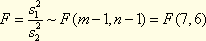 F = s₁²/s₂² ~ F(m−1, n−1) = F(7, 6)